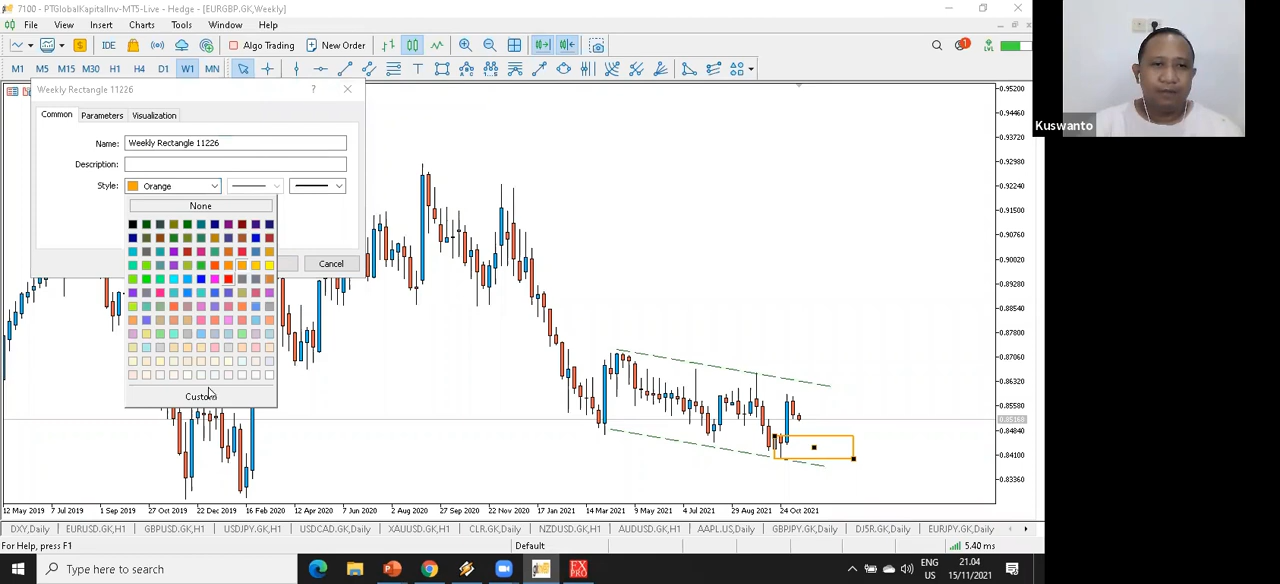 7100 - PTGlobalKapitalInv-MT5-Live - Hedge - [EURGBP.GK,Weekly]
File View Insert Charts Tools Window Help
IDE Algo Trading New Order LVL
M1 M5 M15 M30 H1 H4 D1 W1 MN
Weekly Rectangle 11226
Common Parameters Visualization
Name: Weekly Rectangle 11226
Description:
Style: Orange
None
Cancel
Custom
Kuswanto
0.95200
0.94460
0.93720
0.92980
0.92240
0.91500
0.90760
0.90020
0.89280
0.88540
0.87800
0.87060
0.86320
0.85580
0.84840
0.84100
0.83360
12 May 2019 7 Jul 2019 1 Sep 2019 27 Oct 2019 22 Dec 2019 16 Feb 2020 12 Apr 2020 7 Jun 2020 2 Aug 2020 27 Sep 2020 22 Nov 2020 17 Jan 2021 14 Mar 2021 9 May 2021 4 Jul 2021 29 Aug 2021 24 Oct 2021
DXY,Daily EURUSD.GK,H1 GBPUSD.GK,H1 USDJPY.GK,H1 USDCAD.GK,Daily XAUUSD.GK,H1 CLR.GK,Daily NZDUSD.GK,H1 AUDUSD.GK,H1 AAPL.US,Daily GBPJPY.GK,Daily DJ5R.GK,Daily EURJPY.GK,Daily
For Help, press F1 Default 5.40 ms
Type here to search
FX
PRO
ENG
US
21.04
15/11/2021